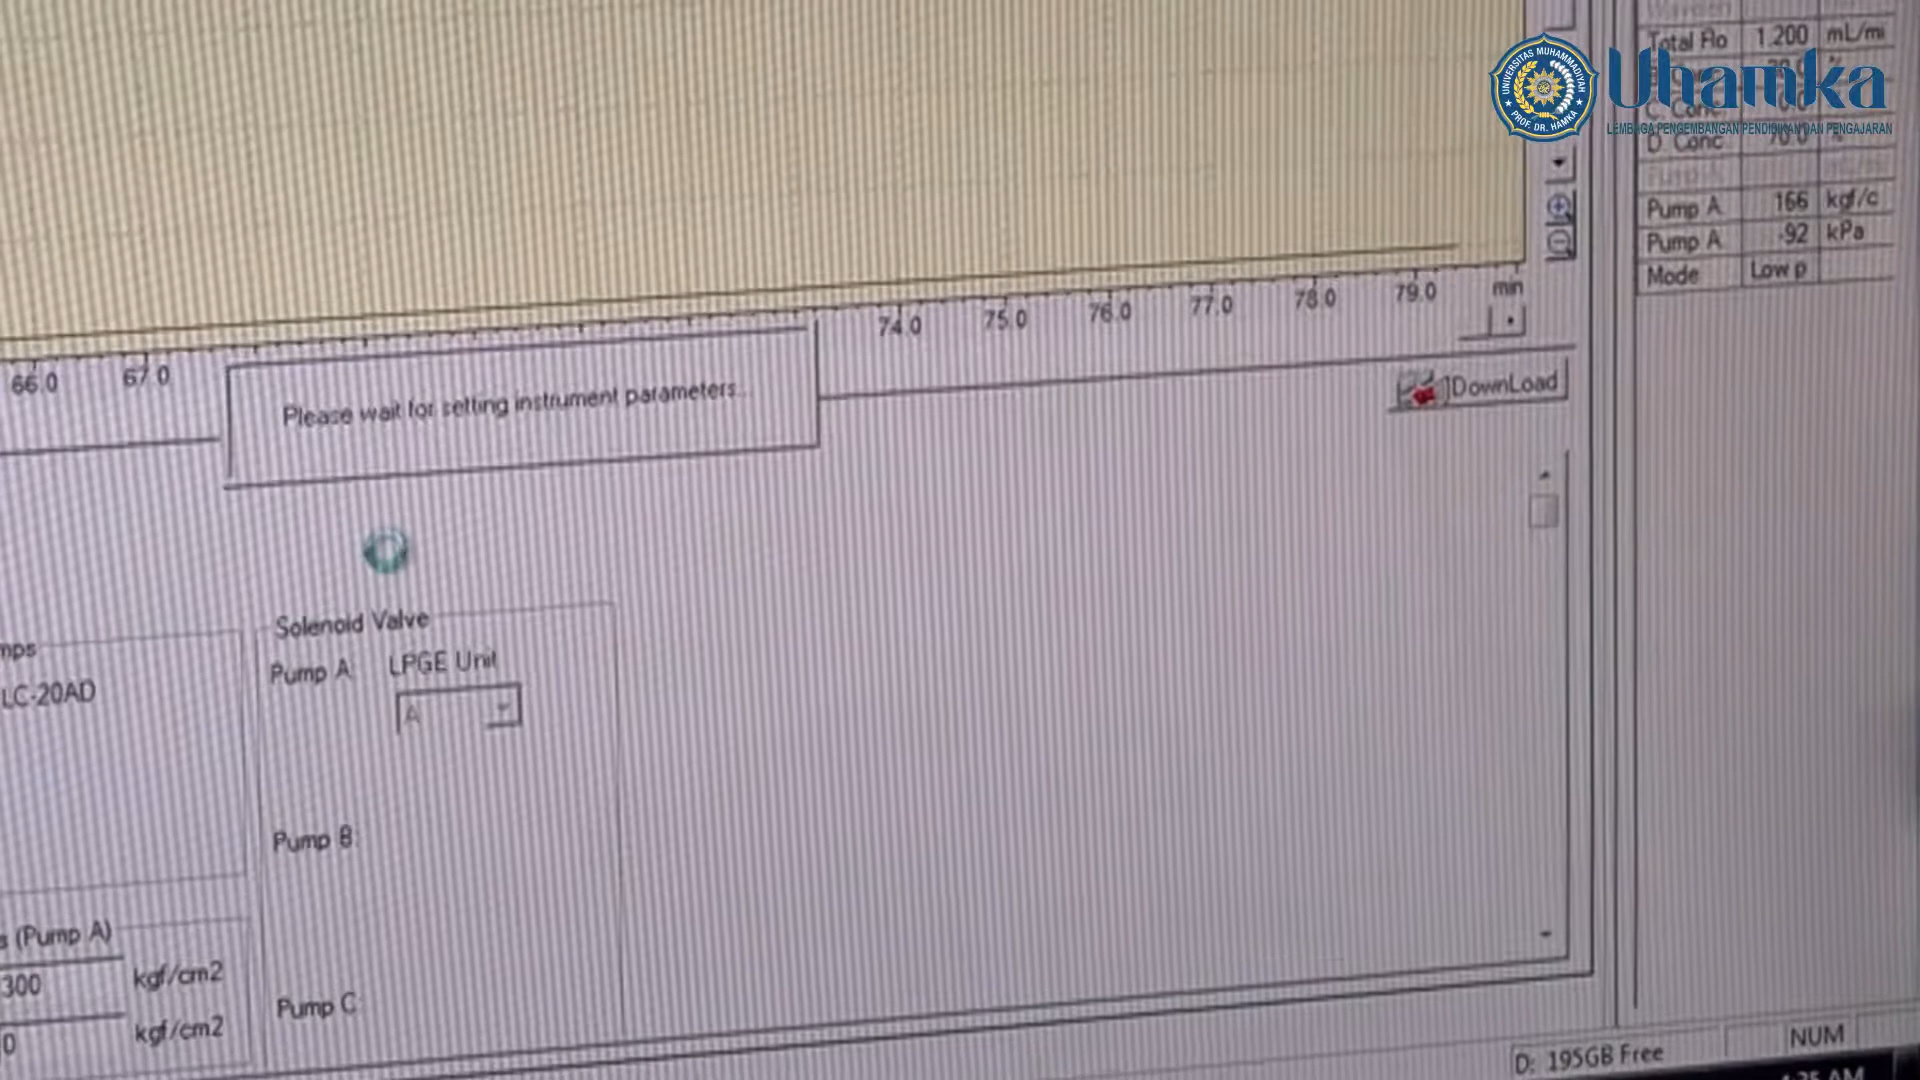 Total Flo 1.200 mL/mi
UNIVERSITAS MUHAMMADIYAH
PROF. DR. HAMKA
Uhamka
LEMBAGA PENGEMBANGAN PENDIDIKAN DAN PENGAJARAN
D. Conc 70.0
Pump A 166 kgf/c
Pump A -92 kPa
Mode Low p
66.0 67.0 74.0 75.0 76.0 77.0 78.0 79.0 min
Please wait for setting instrument parameters...
DownLoad
Solenoid Valve
mps
Pump A LPGE Unit
LC-20AD
A
Pump B
s (Pump A)
300 kgf/cm2
Pump C
0 kgf/cm2
D: 195GB Free NUM